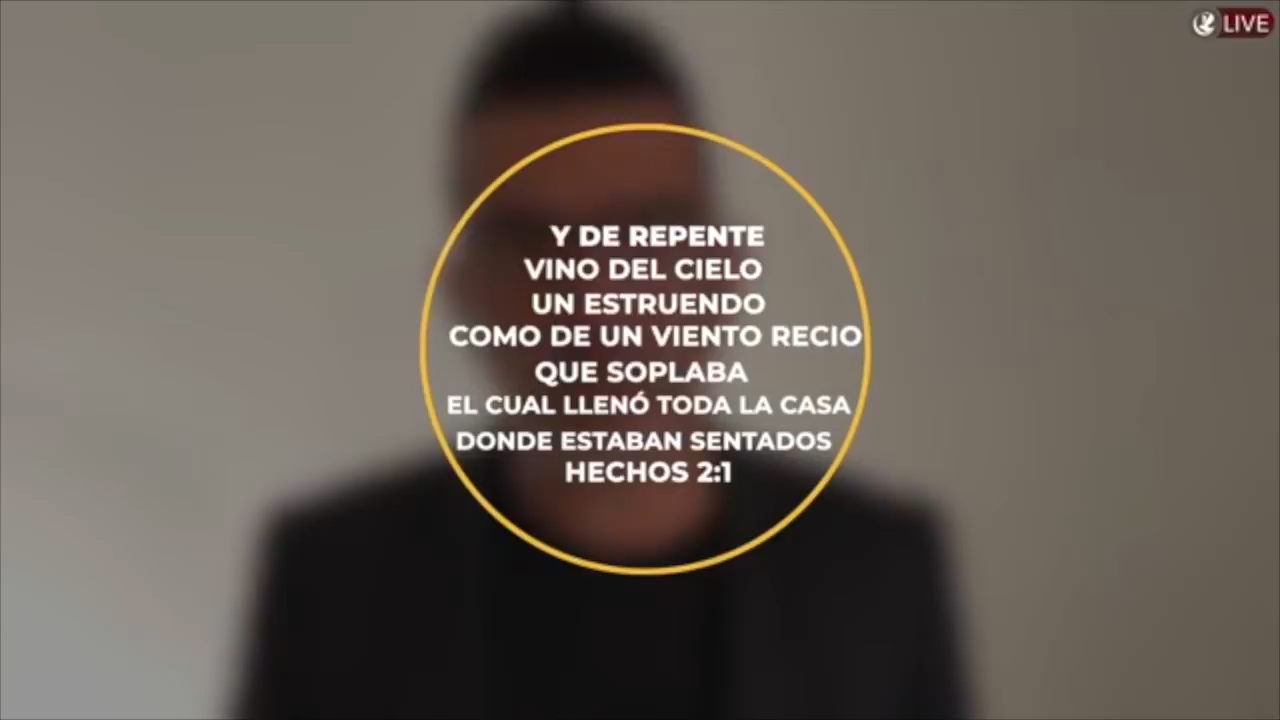 LIVE
Y DE REPENTE
VINO DEL CIELO
UN ESTRUENDO
COMO DE UN VIENTO RECIO
QUE SOPLABA
EL CUAL LLENÓ TODA LA CASA
DONDE ESTABAN SENTADOS
HECHOS 2:1